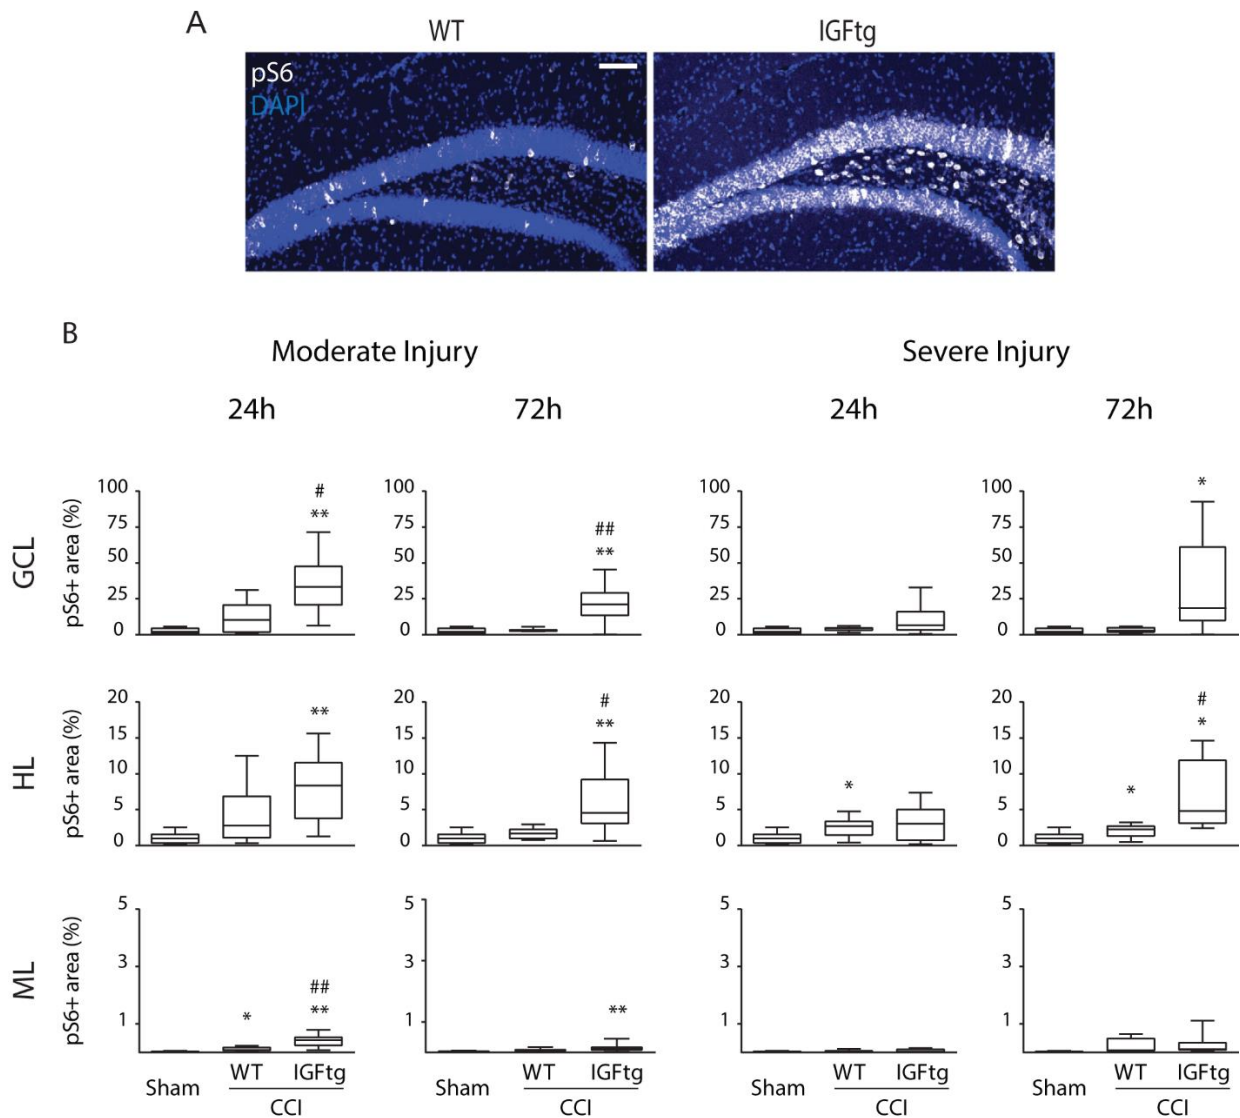 A
WT
IGFtg
pS6
DAPI
B
Moderate Injury
Severe Injury
24h
72h
24h
72h
GCL
pS6+ area (%)
100
75
50
25
0
#
**
100
75
50
25
0
##
**
100
75
50
25
0
100
75
50
25
0
*
HL
pS6+ area (%)
20
15
10
5
0
**
20
15
10
5
0
#
**
20
15
10
5
0
*
20
15
10
5
0
*
#
*
ML
pS6+ area (%)
5
3
1
*
##
**
5
3
1
**
5
3
1
5
3
1
Sham
WT
IGFtg
CCI
Sham
WT
IGFtg
CCI
Sham
WT
IGFtg
CCI
Sham
WT
IGFtg
CCI